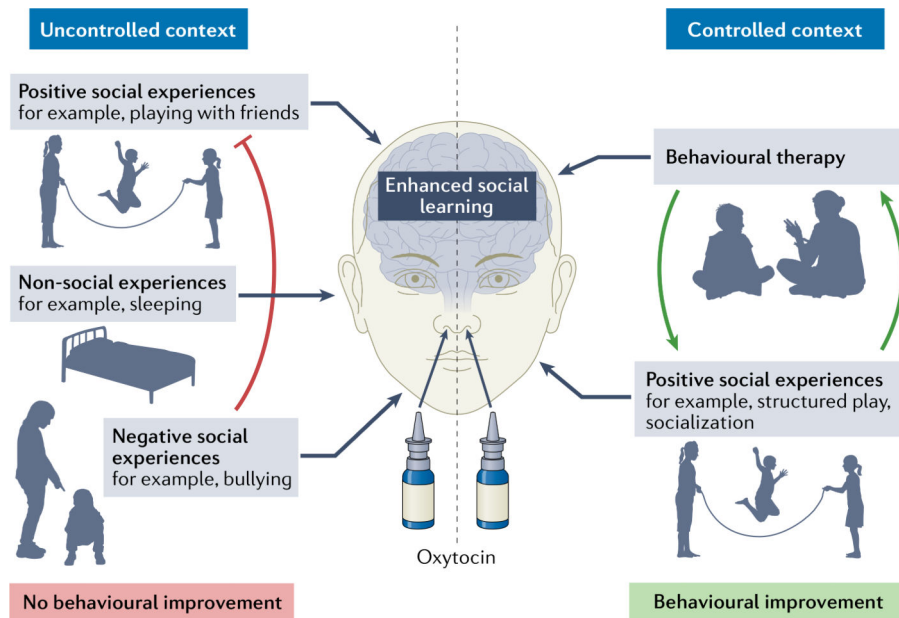 Uncontrolled context
Positive social experiences
for example, playing with friends
Non-social experiences
for example, sleeping
Negative social
experiences
for example, bullying
No behavioural improvement
Enhanced social
learning
Oxytocin
Controlled context
Behavioural therapy
Positive social experiences
for example, structured play,
socialization
Behavioural improvement